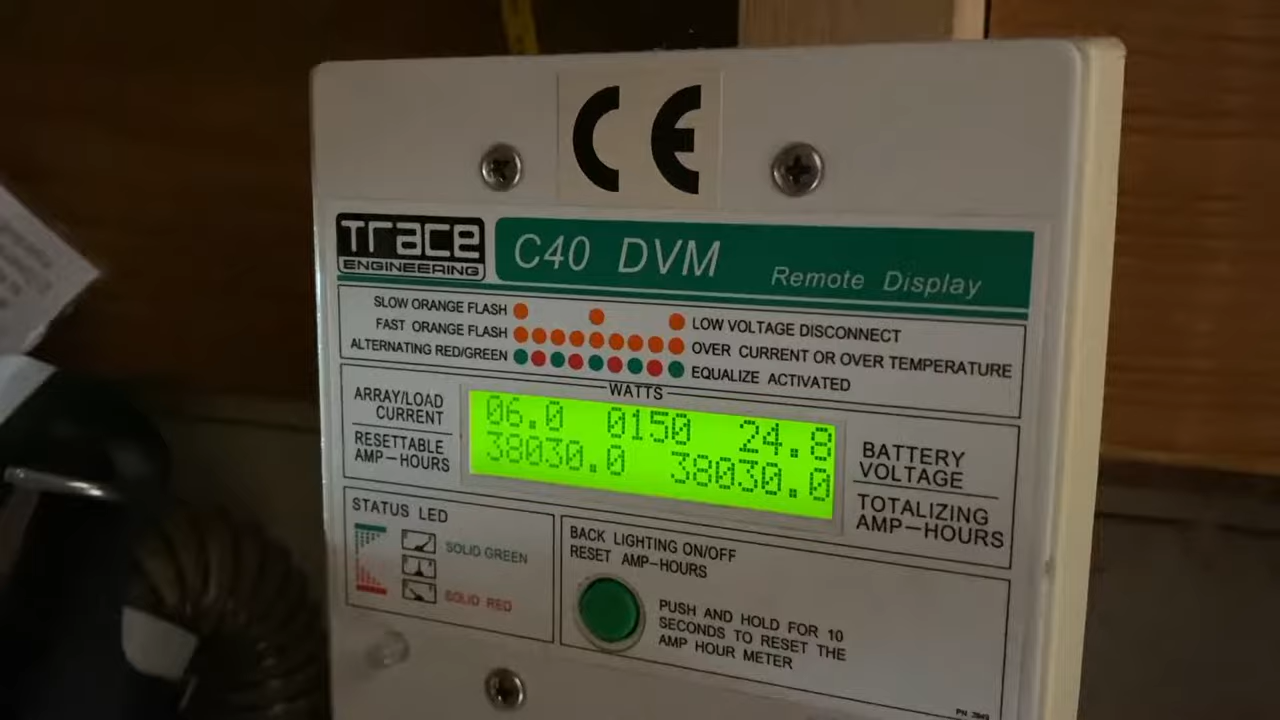 CE
Trace
ENGINEERING
C40 DVM
Remote Display
SLOW ORANGE FLASH
LOW VOLTAGE DISCONNECT
FAST ORANGE FLASH
OVER CURRENT OR OVER TEMPERATURE
ALTERNATING RED/GREEN
EQUALIZE ACTIVATED
WATTS
ARRAY/LOAD
CURRENT
RESETTABLE
AMP-HOURS
06.0 0150 24.8
38030.0 38030.0
BATTERY
VOLTAGE
TOTALIZING
AMP-HOURS
STATUS LED
SOLID GREEN
SOLID RED
BACK LIGHTING ON/OFF
RESET AMP-HOURS
PUSH AND HOLD FOR 10
SECONDS TO RESET THE
AMP HOUR METER